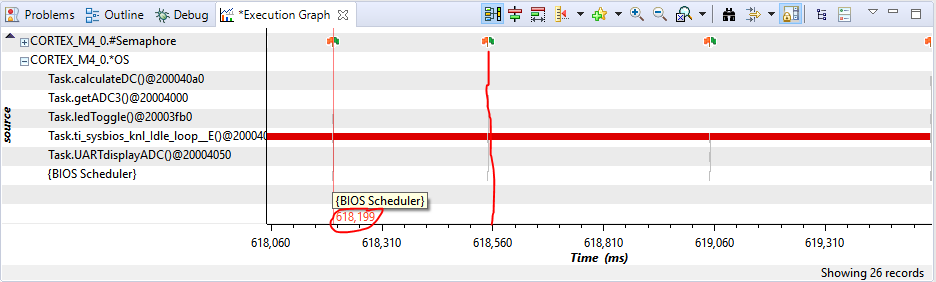 Problems Outline Debug *Execution Graph
CORTEX_M4_0.#Semaphore
CORTEX_M4_0.*OS
Task.calculateDC()@200040a0
Task.getADC3()@20004000
Task.ledToggle()@20003fb0
Task.ti_sysbios_knl_Idle_loop__E()@200040
Task.UARTdisplayADC()@20004050
{BIOS Scheduler}
source
{BIOS Scheduler}
618,199
618,060 618,310 618,560 618,810 619,060 619,310
Time (ms)
Showing 26 records